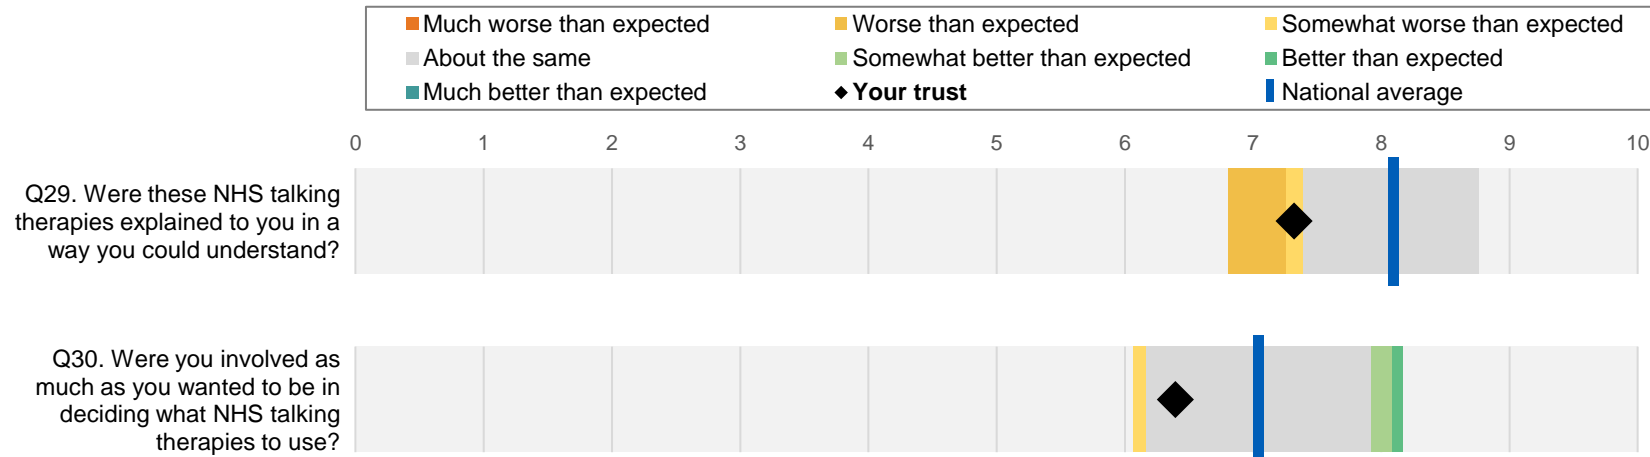 Much worse than expected
Worse than expected
Somewhat worse than expected
About the same
Somewhat better than expected
Better than expected
Much better than expected
Your trust
National average
0 1 2 3 4 5 6 7 8 9 10
Q29. Were these NHS talking
therapies explained to you in a
way you could understand?
Q30. Were you involved as
much as you wanted to be in
deciding what NHS talking
therapies to use?